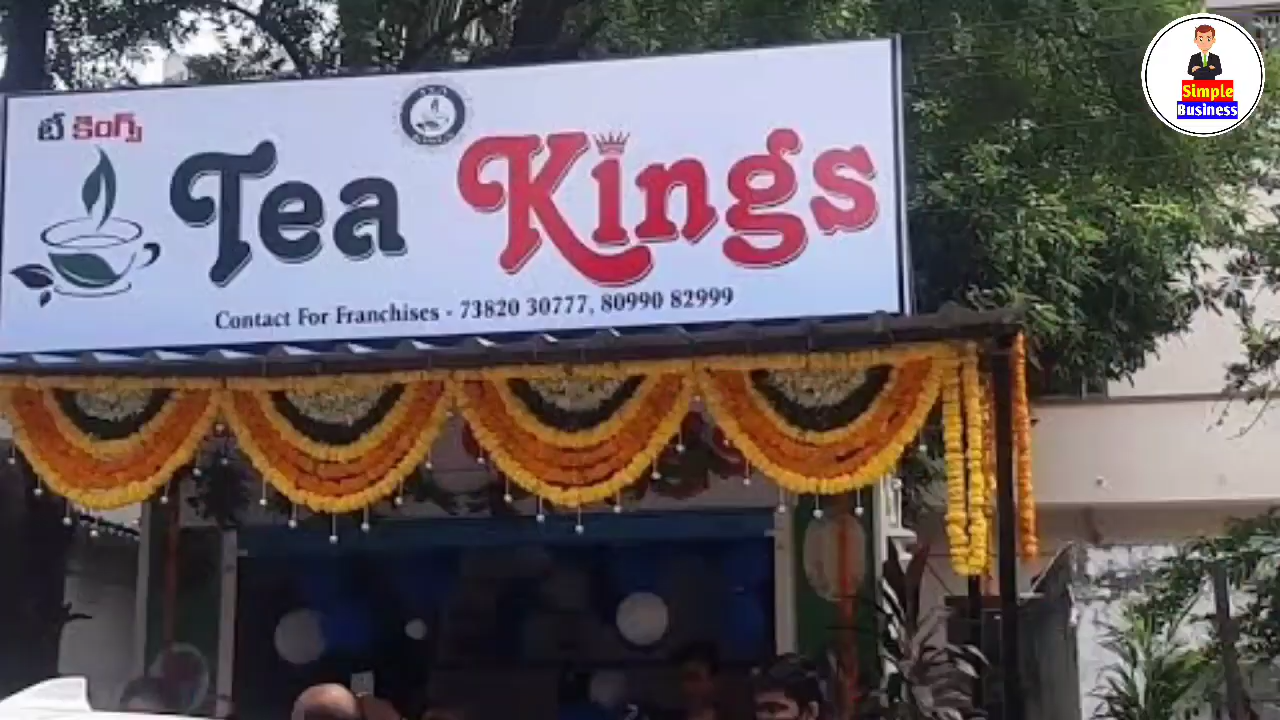 టీ కింగ్స్
Tea Kings
Contact For Franchises - 73820 30777, 80990 82999
Simple
Business